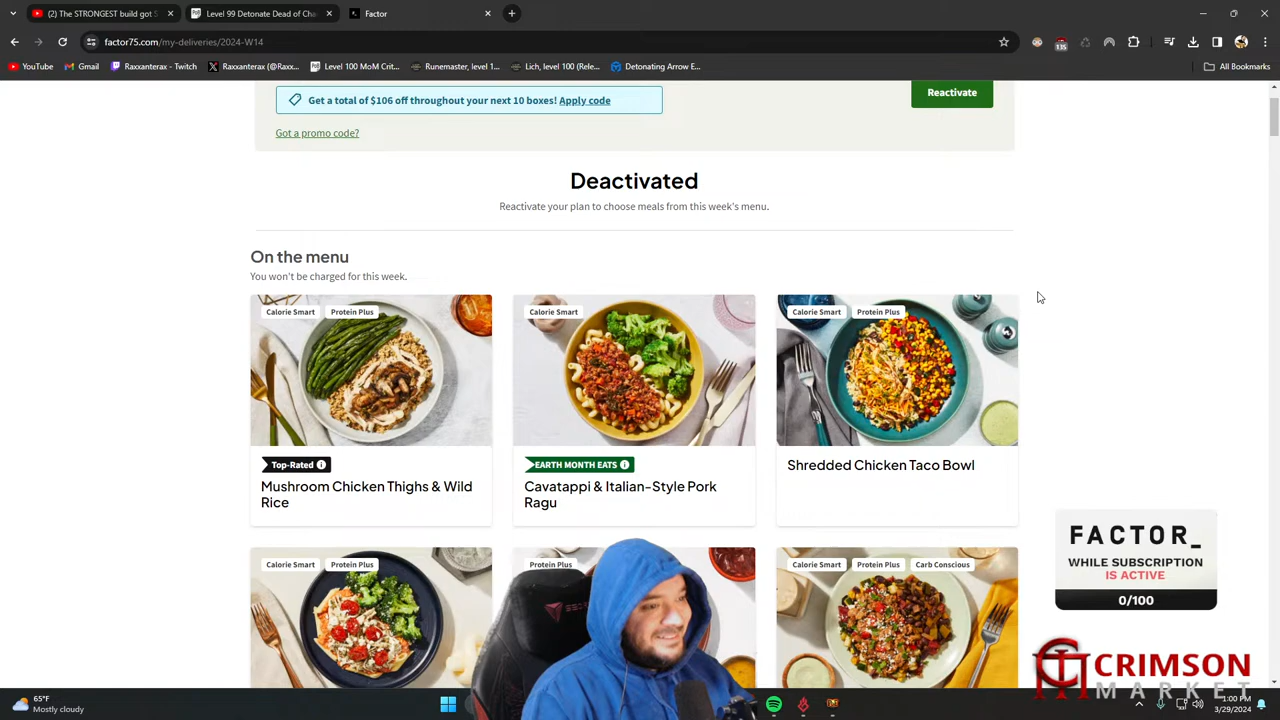 (2) The STRONGEST build got 5
Level 99 Detonate Dead of Cha
Factor
factor75.com/my-deliveries/2024-W14
135
YouTube
Gmail
Raxxanterax - Twitch
Raxxanterax (@Raxx...
Level 100 MoM Crit...
Runemaster, level 1...
Lich, level 100 (Rele...
Detonating Arrow E...
All Bookmarks
Get a total of $106 off throughout your next 10 boxes! Apply code
Reactivate
Got a promo code?
Deactivated
Reactivate your plan to choose meals from this week's menu.
On the menu
You won't be charged for this week.
Calorie Smart Protein Plus
Calorie Smart
Calorie Smart Protein Plus
Top-Rated
EARTH MONTH EATS
Shredded Chicken Taco Bowl
Mushroom Chicken Thighs & Wild
Rice
Cavatappi & Italian-Style Pork
Ragu
Calorie Smart Protein Plus
Protein Plus
Calorie Smart Protein Plus Carb Conscious
FACTOR_
WHILE SUBSCRIPTION
IS ACTIVE
0/100
CRIMSON
MARKET
65°F
Mostly cloudy
1:00 PM
3/29/2024